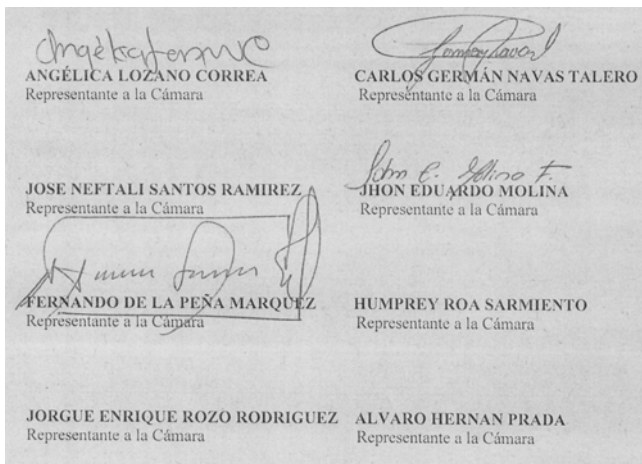 ANGÉLICA LOZANO CORREA
Representante a la Cámara
CARLOS GERMÁN NAVAS TALERO
Representante a la Cámara
John E. Molina F.
JOSE NEFTALI SANTOS RAMIREZ
Representante a la Cámara
JHON EDUARDO MOLINA
Representante a la Cámara
FERNANDO DE LA PEÑA MARQUEZ
Representante a la Cámara
HUMPREY ROA SARMIENTO
Representante a la Cámara
JORGUE ENRIQUE ROZO RODRIGUEZ
Representante a la Cámara
ALVARO HERNAN PRADA
Representante a la Cámara